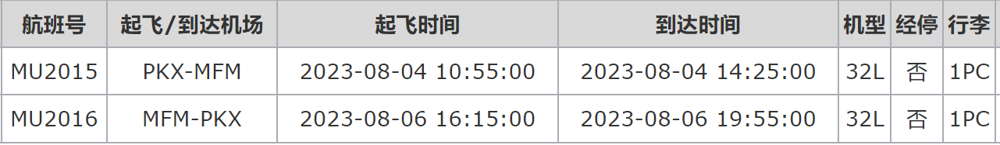 航班号 起飞/到达机场 起飞时间 到达时间 机型 经停 行李
MU2015 PKX-MFM 2023-08-04 10:55:00 2023-08-04 14:25:00 32L 否 1PC
MU2016 MFM-PKX 2023-08-06 16:15:00 2023-08-06 19:55:00 32L 否 1PC